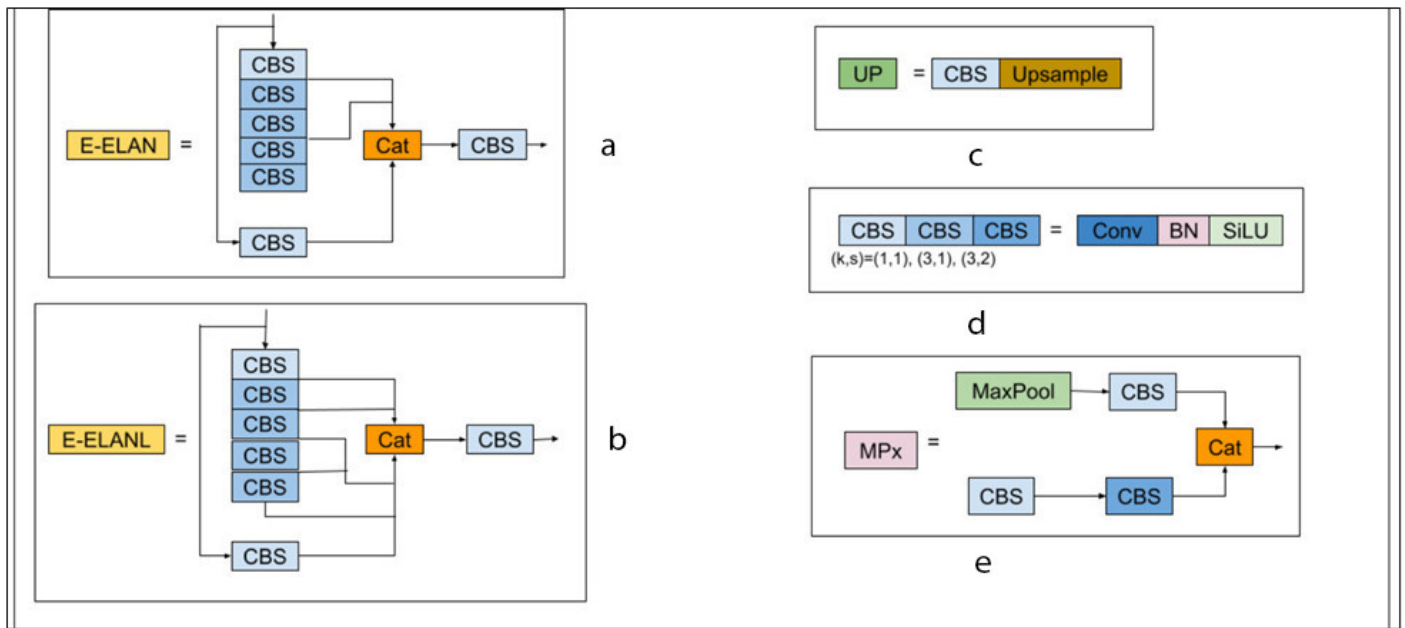 CBS
CBS
CBS
CBS
CBS
E-ELAN =
Cat
CBS
CBS
a
CBS
CBS
CBS
CBS
CBS
E-ELANL =
Cat
CBS
CBS
b
UP = CBS Upsample
c
CBS CBS CBS = Conv BN SiLU
(k,s)=(1,1), (3,1), (3,2)
d
MaxPool CBS
MPx =
Cat
CBS CBS
e